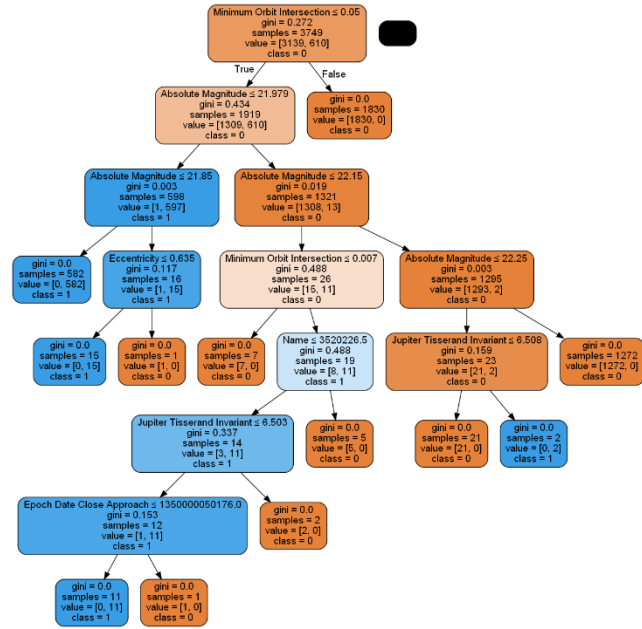 Minimum Orbit Intersection ≤ 0.05
gini = 0.272
samples = 3749
value = [3139, 610]
class = 0
True
False
Absolute Magnitude ≤ 21.979
gini = 0.434
samples = 1919
value = [1309, 610]
class = 0
gini = 0.0
samples = 1830
value = [1830, 0]
class = 0
Absolute Magnitude ≤ 21.85
gini = 0.003
samples = 598
value = [1, 597]
class = 1
Absolute Magnitude ≤ 22.15
gini = 0.019
samples = 1321
value = [1308, 13]
class = 0
gini = 0.0
samples = 582
value = [0, 582]
class = 1
Eccentricity ≤ 0.635
gini = 0.117
samples = 16
value = [1, 15]
class = 1
Minimum Orbit Intersection ≤ 0.007
gini = 0.488
samples = 26
value = [15, 11]
class = 0
Absolute Magnitude ≤ 22.25
gini = 0.003
samples = 1295
value = [1293, 2]
class = 0
gini = 0.0
samples = 15
value = [0, 15]
class = 1
gini = 0.0
samples = 1
value = [1, 0]
class = 0
gini = 0.0
samples = 7
value = [7, 0]
class = 0
Name ≤ 3520226.5
gini = 0.488
samples = 19
value = [8, 11]
class = 1
Jupiter Tisserand Invariant ≤ 6.508
gini = 0.159
samples = 23
value = [21, 2]
class = 0
gini = 0.0
samples = 1272
value = [1272, 0]
class = 0
Jupiter Tisserand Invariant ≤ 6.503
gini = 0.337
samples = 14
value = [3, 11]
class = 1
gini = 0.0
samples = 5
value = [5, 0]
class = 0
gini = 0.0
samples = 21
value = [21, 0]
class = 0
gini = 0.0
samples = 2
value = [0, 2]
class = 1
Epoch Date Close Approach ≤ 1350000050176.0
gini = 0.153
samples = 12
value = [1, 11]
class = 1
gini = 0.0
samples = 2
value = [2, 0]
class = 0
gini = 0.0
samples = 11
value = [0, 11]
class = 1
gini = 0.0
samples = 1
value = [1, 0]
class = 0